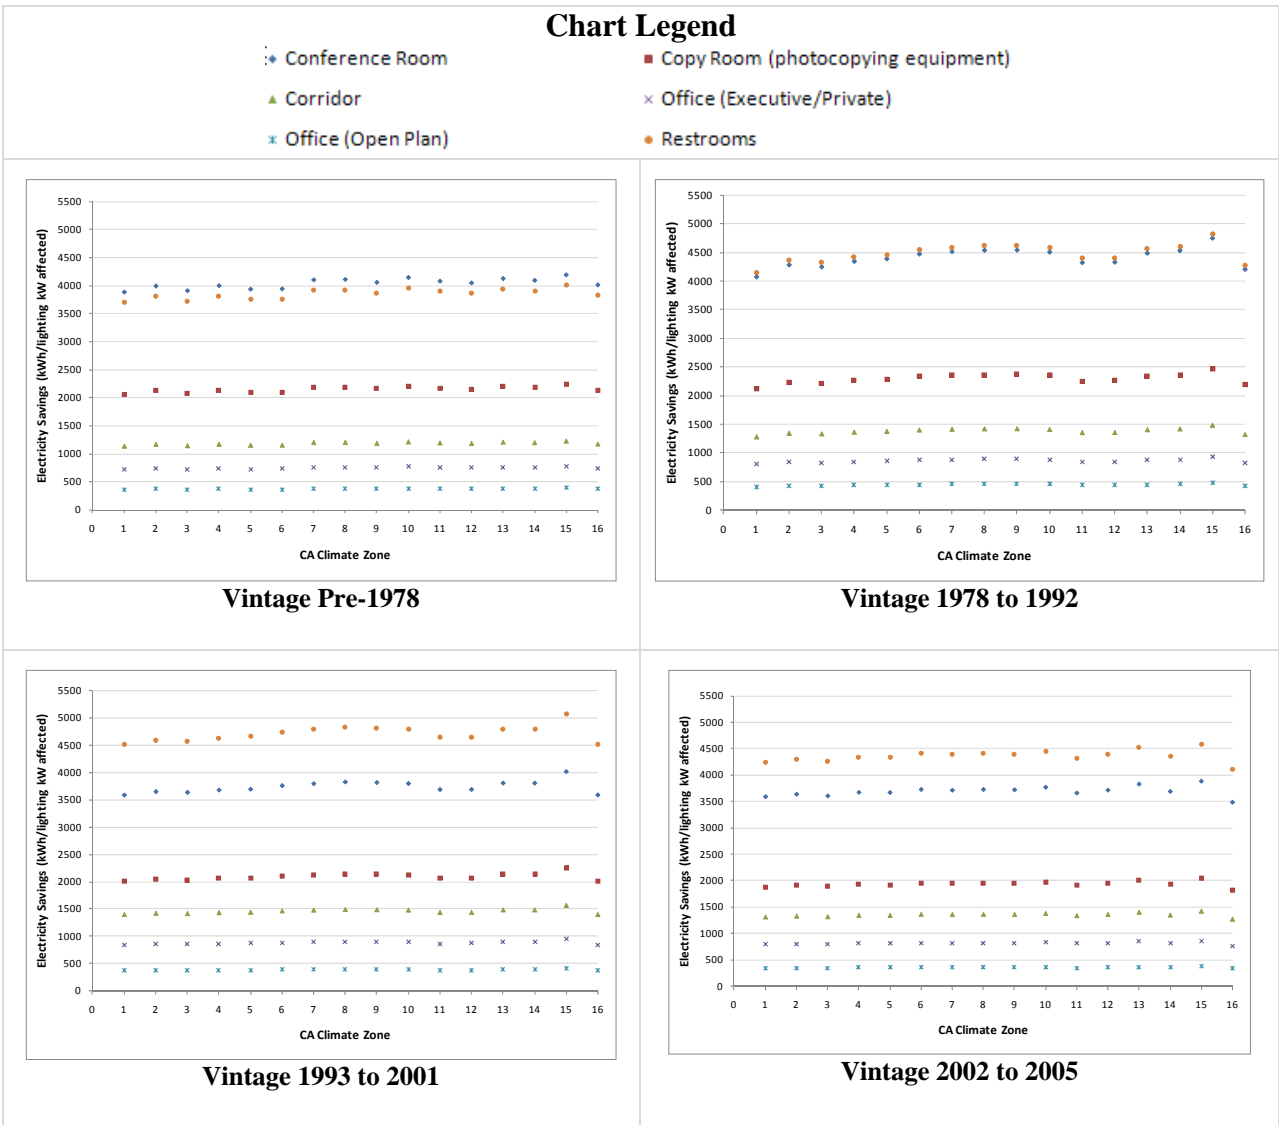 Chart Legend
Conference Room
Copy Room (photocopying equipment)
Corridor
Office (Executive/Private)
Office (Open Plan)
Restrooms
Electricity Savings (kWh/lighting kW affected)
5500
5000
4500
4000
3500
3000
2500
2000
1500
1000
500
0
0 1 2 3 4 5 6 7 8 9 10 11 12 13 14 15 16
CA Climate Zone
Vintage Pre-1978
Electricity Savings (kWh/lighting kW affected)
5500
5000
4500
4000
3500
3000
2500
2000
1500
1000
500
0
0 1 2 3 4 5 6 7 8 9 10 11 12 13 14 15 16
CA Climate Zone
Vintage 1978 to 1992
Electricity Savings (kWh/lighting kW affected)
5500
5000
4500
4000
3500
3000
2500
2000
1500
1000
500
0
0 1 2 3 4 5 6 7 8 9 10 11 12 13 14 15 16
CA Climate Zone
Vintage 1993 to 2001
Electricity Savings (kWh/lighting kW affected)
5500
5000
4500
4000
3500
3000
2500
2000
1500
1000
500
0
0 1 2 3 4 5 6 7 8 9 10 11 12 13 14 15 16
CA Climate Zone
Vintage 2002 to 2005